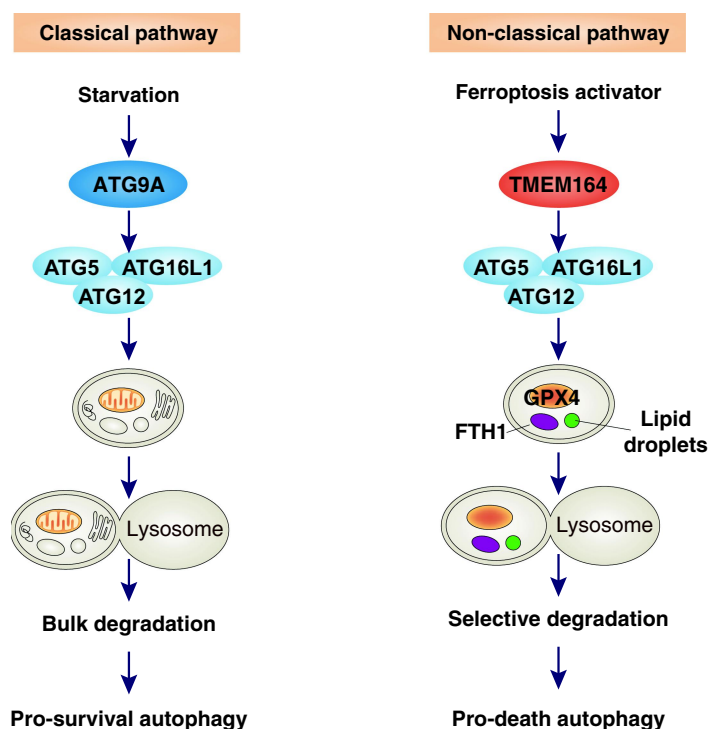 Classical pathway
Starvation
ATG9A
ATG5
ATG16L1
ATG12
Lysosome
Bulk degradation
Pro-survival autophagy
Non-classical pathway
Ferroptosis activator
TMEM164
ATG5
ATG16L1
ATG12
GPX4
FTH1
Lipid
droplets
Lysosome
Selective degradation
Pro-death autophagy